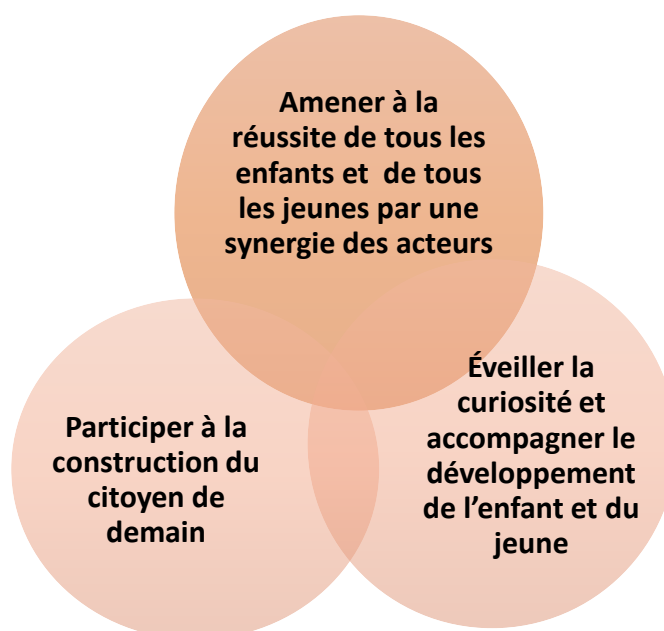 Amener à la
réussite de tous les
enfants et de tous
les jeunes par une
synergie des acteurs
Participer à la
construction du
citoyen de
demain
Éveiller la
curiosité et
accompagner le
développement
de l’enfant et du
jeune